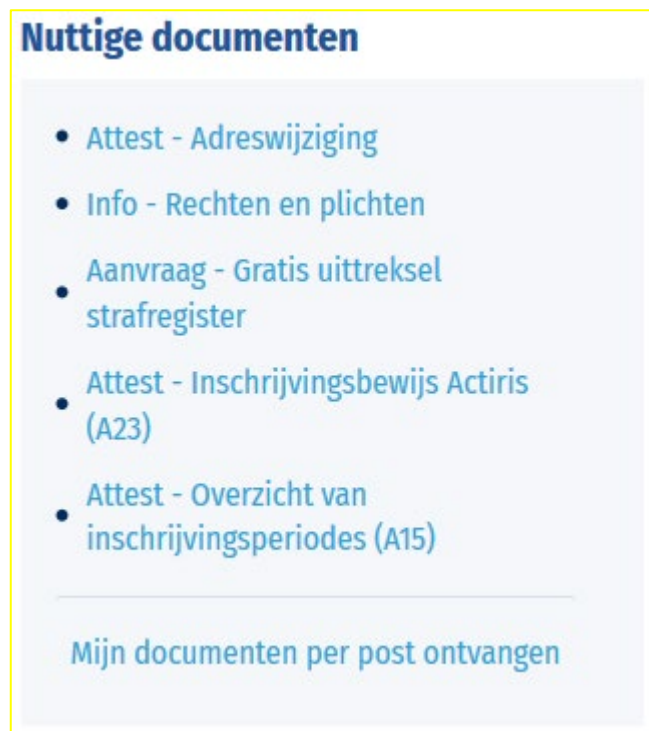 Nuttige documenten
Attest - Adreswijziging
Info - Rechten en plichten
Aanvraag - Gratis uittreksel
strafregister
Attest - Inschrijvingsbewijs Actiris
(A23)
Attest - Overzicht van
inschrijvingsperiodes (A15)
Mijn documenten per post ontvangen